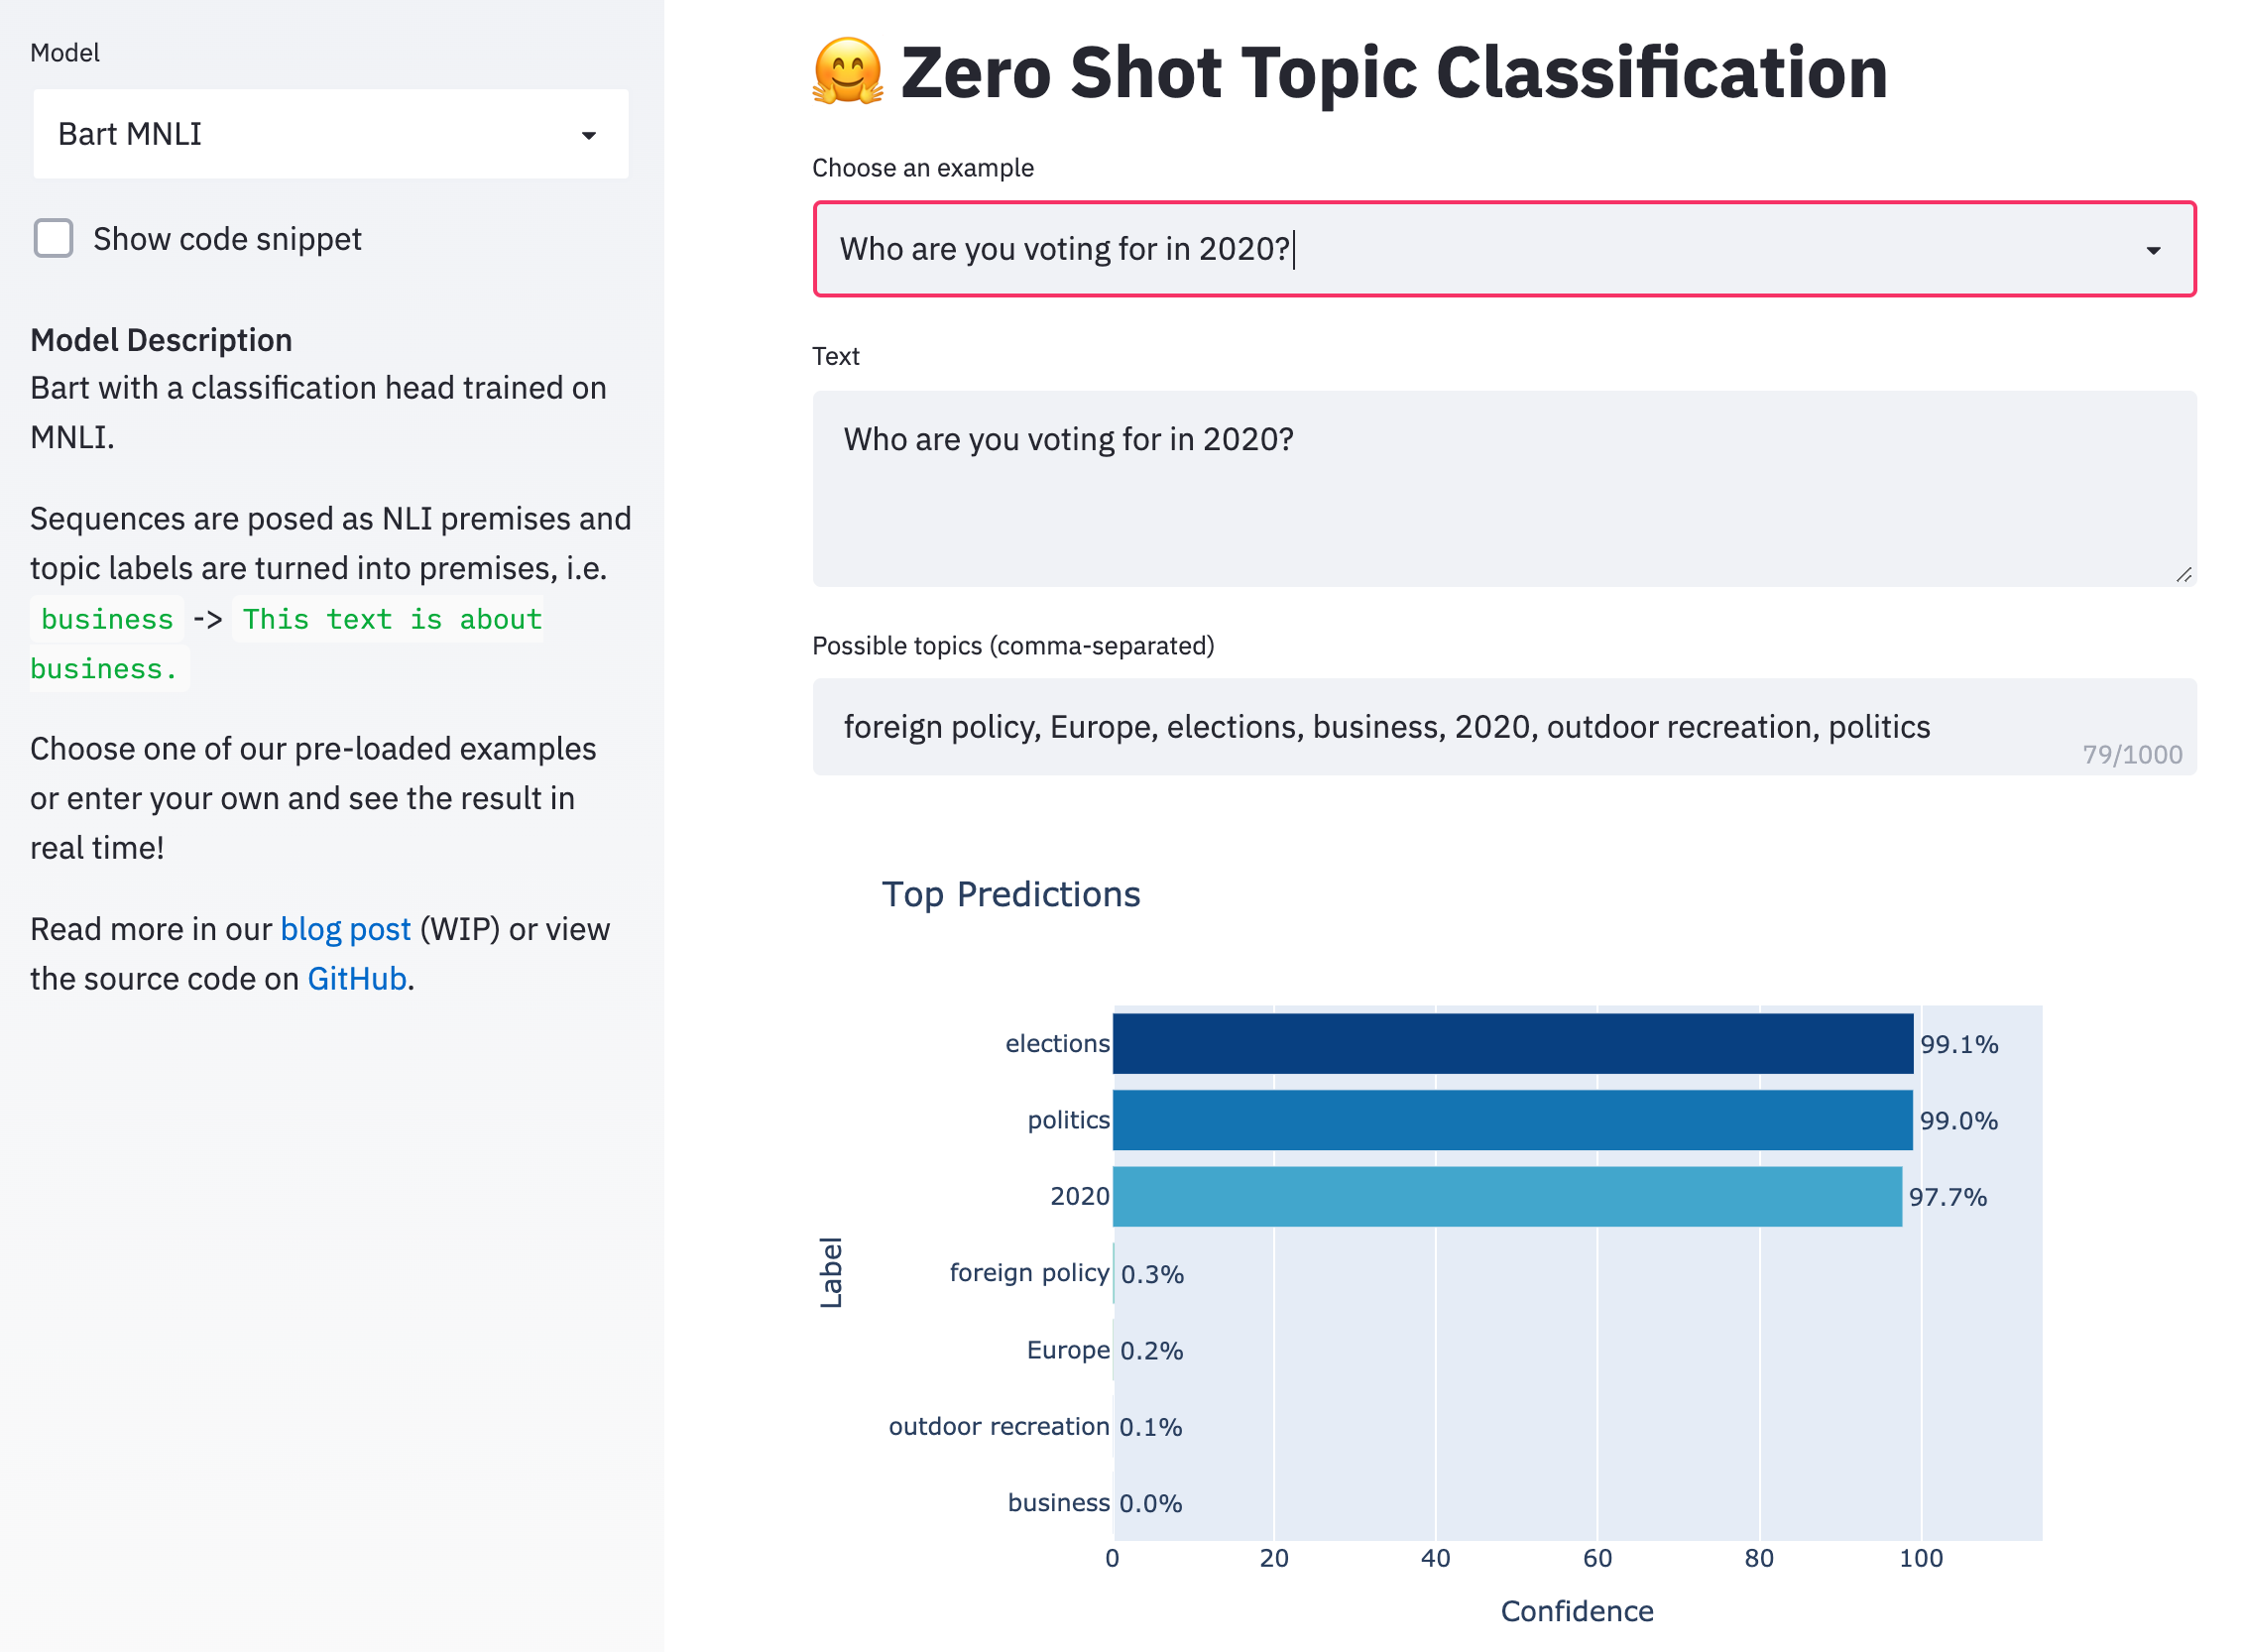 Model
Bart MNLI
Show code snippet
Model Description
Bart with a classification head trained on
MNLI.
Sequences are posed as NLI premises and
topic labels are turned into premises, i.e.
business -> This text is about
business.
Choose one of our pre-loaded examples
or enter your own and see the result in
real time!
Read more in our blog post (WIP) or view
the source code on GitHub.
🤗 Zero Shot Topic Classification
Choose an example
Who are you voting for in 2020?
Text
Who are you voting for in 2020?
Possible topics (comma-separated)
foreign policy, Europe, elections, business, 2020, outdoor recreation, politics
79/1000
Top Predictions
Label
elections 99.1%
politics 99.0%
2020 97.7%
foreign policy 0.3%
Europe 0.2%
outdoor recreation 0.1%
business 0.0%
0 20 40 60 80 100
Confidence